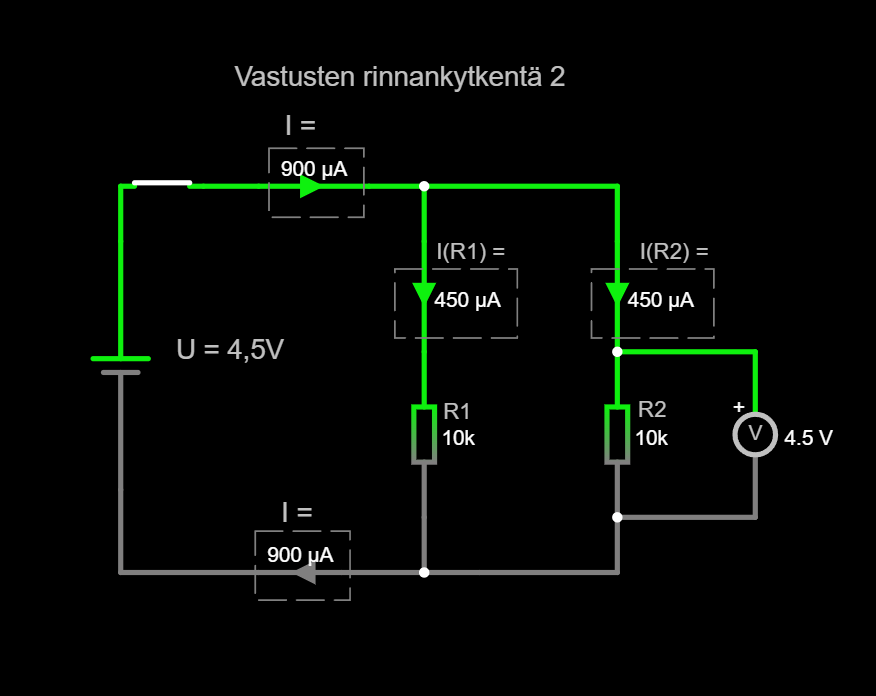 Vastusten rinnankytkentä 2
I =
900 µA
I(R1) =
I(R2) =
450 µA
450 µA
U = 4,5V
R1
10k
R2
10k
+
V
4.5 V
I =
900 µA